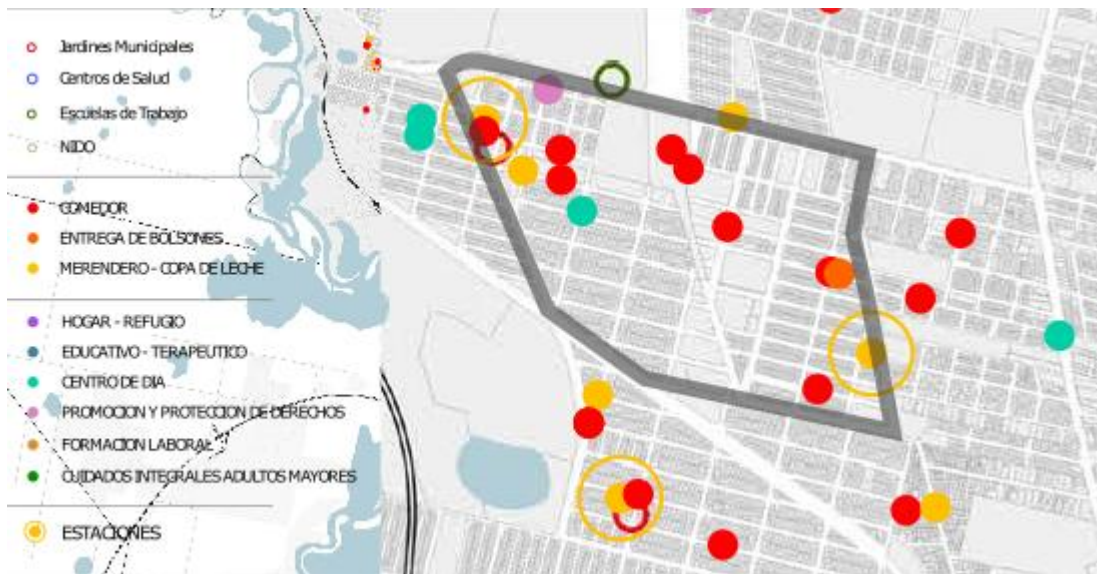 Jardines Municipales
Centros de Salud
Escuelas de Trabajo
NIDO
COMEDOR
ENTREGA DE BOLSONES
MERENDERO - COPA DE LECHE
HOGAR - REFUGIO
EDUCATIVO - TERAPEUTICO
CENTRO DE DIA
PROMOCION Y PROTECCION DE DERECHOS
FORMACION LABORAL
CUIDADOS INTEGRALES ADULTOS MAYORES
ESTACIONES